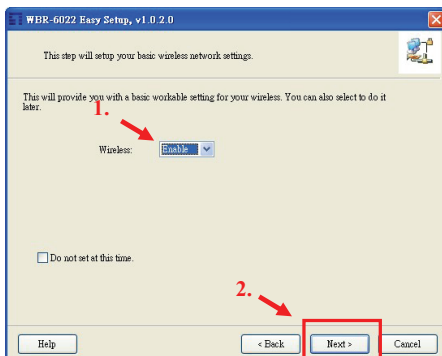 WBR-6022 Easy Setup, v1.0.2.0
This step will setup your basic wireless network settings.
This will provide you with a basic workable setting for your wireless. You can also select to do it
later.
1.
Wireless: Enable
Do not set at this time.
2.
Help < Back Next > Cancel